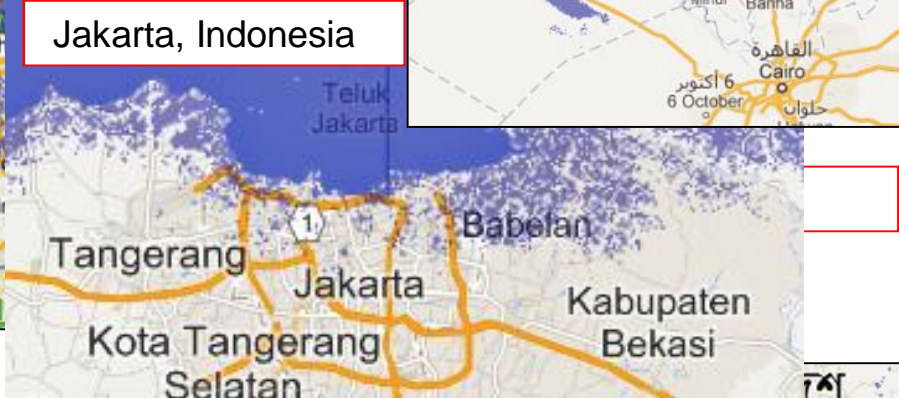 Jakarta, Indonesia
Banha
القاهرة
Cairo
6 أكتوبر
6 October
حلوان
Teluk
Jakarta
1
Babelan
Tangerang
Jakarta
Kabupaten
Bekasi
Kota Tangerang
Selatan